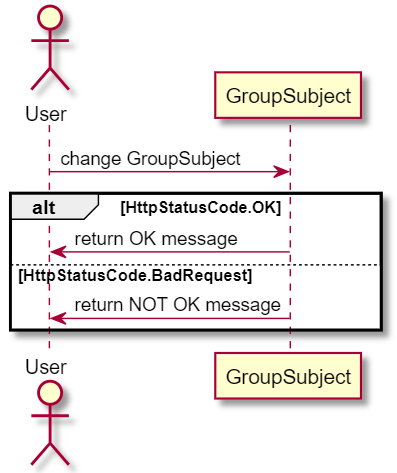 User
GroupSubject
change GroupSubject
alt [HttpStatusCode.OK]
return OK message
[HttpStatusCode.BadRequest]
return NOT OK message
User
GroupSubject